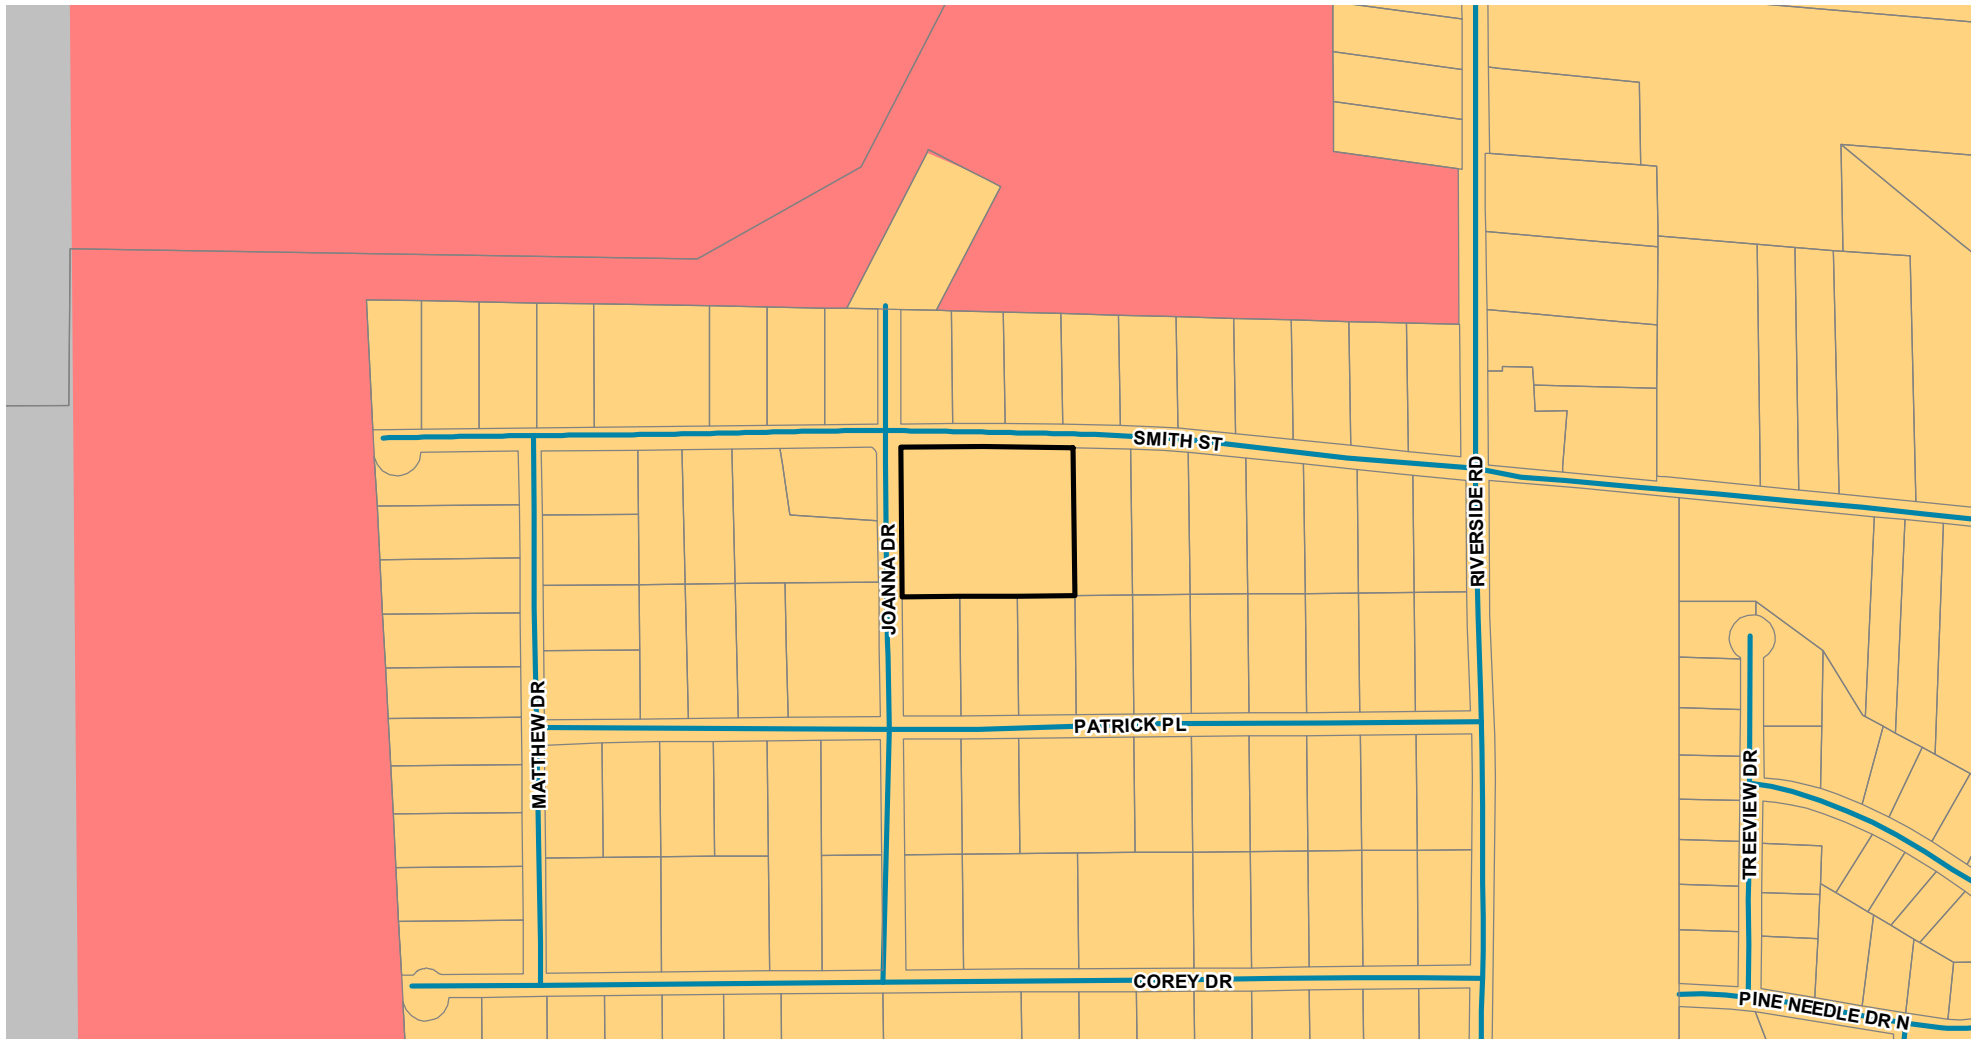 SMITH ST
RIVERSIDE RD
JOANNA DR
MATTHEW DR
PATRICK PL
TREEVIEW DR
COREY DR
PINE NEEDLE DR N